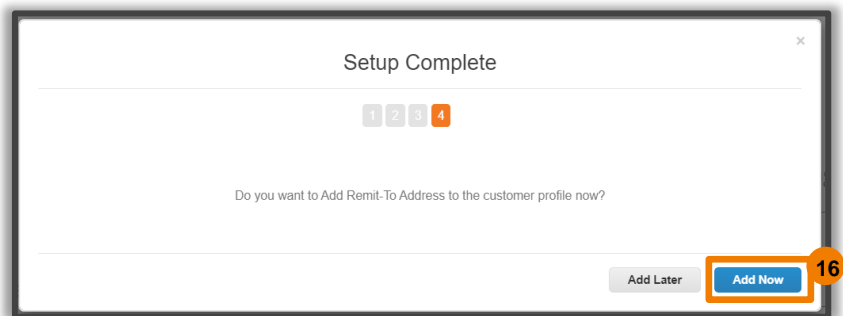 ×
Setup Complete
1 2 3 4
Do you want to Add Remit-To Address to the customer profile now?
Add Later Add Now 16